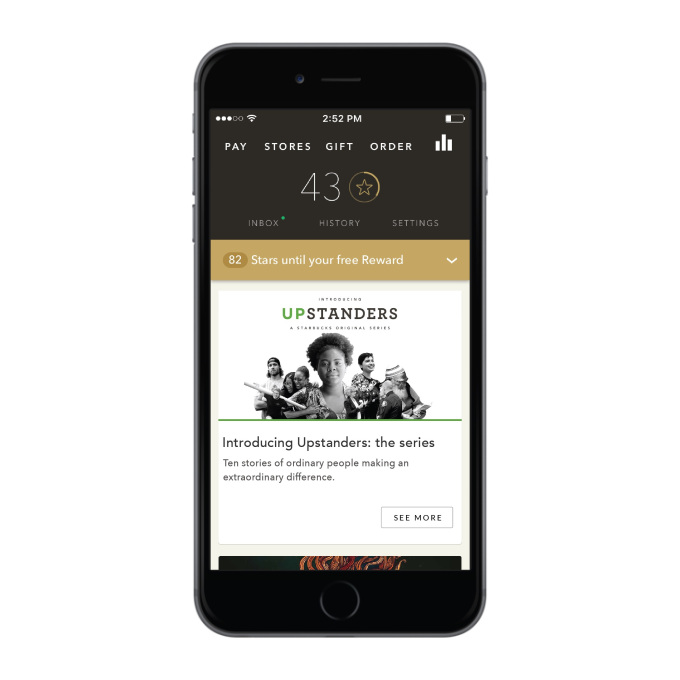 2:52 PM
PAY STORES GIFT ORDER
43
INBOX HISTORY SETTINGS
82 Stars until your free Reward
INTRODUCING
UPSTANDERS
A STARBUCKS ORIGINAL SERIES
Introducing Upstanders: the series
Ten stories of ordinary people making an
extraordinary difference.
SEE MORE